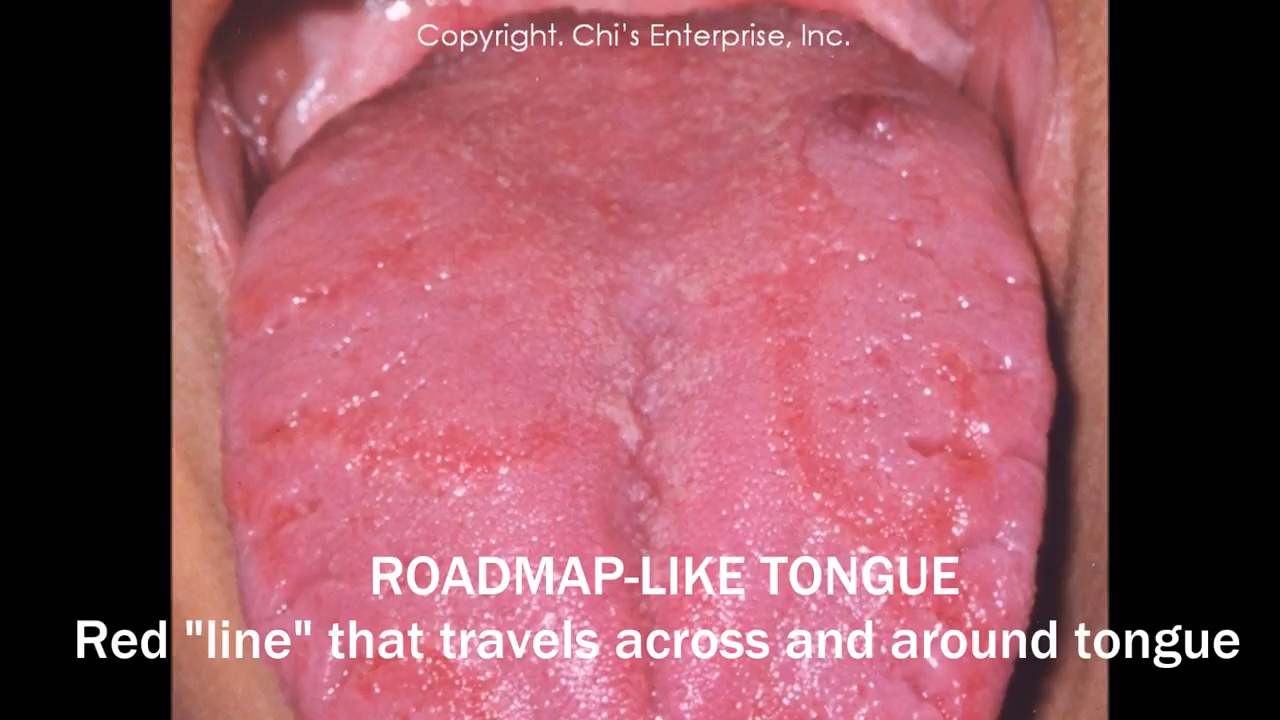 Copyright. Chi's Enterprise, Inc.
ROADMAP-LIKE TONGUE
Red "line" that travels across and around tongue